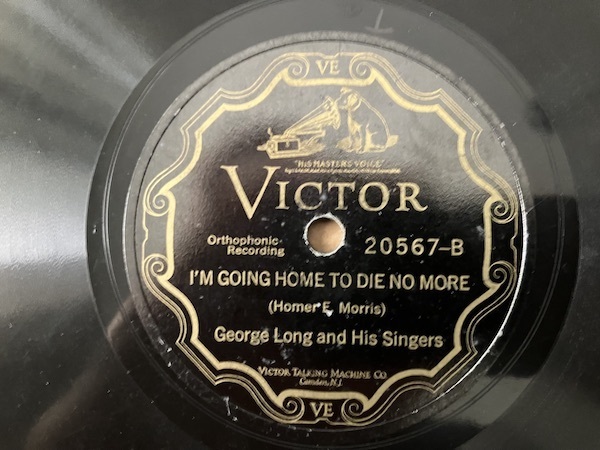 VE
"HIS MASTER'S VOICE"
VICTOR
Orthophonic-
Recording
20567-B
I'M GOING HOME TO DIE NO MORE
(Homer E. Morris)
George Long and His Singers
VICTOR TALKING MACHINE CO
Camden, N.J.
VE